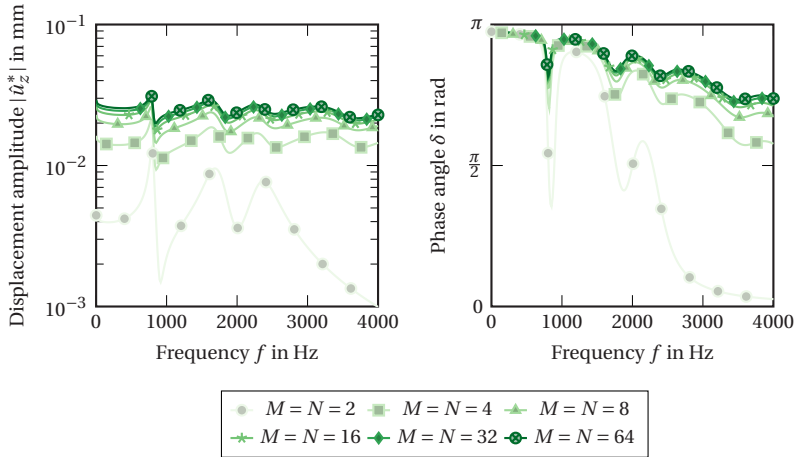 10⁻¹
10⁻²
10⁻³
Displacement amplitude |û*_z| in mm
0 1000 2000 3000 4000
Frequency f in Hz
π
π/2
0
Phase angle δ in rad
0 1000 2000 3000 4000
Frequency f in Hz
M = N = 2 M = N = 4 M = N = 8
M = N = 16 M = N = 32 M = N = 64